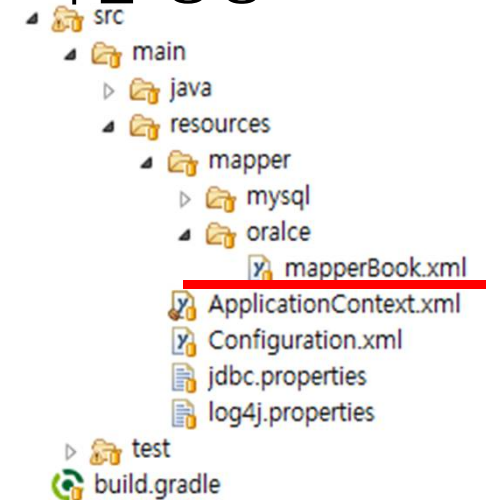 src
main
java
resources
mapper
mysql
oralce
mapperBook.xml
ApplicationContext.xml
Configuration.xml
jdbc.properties
log4j.properties
test
build.gradle